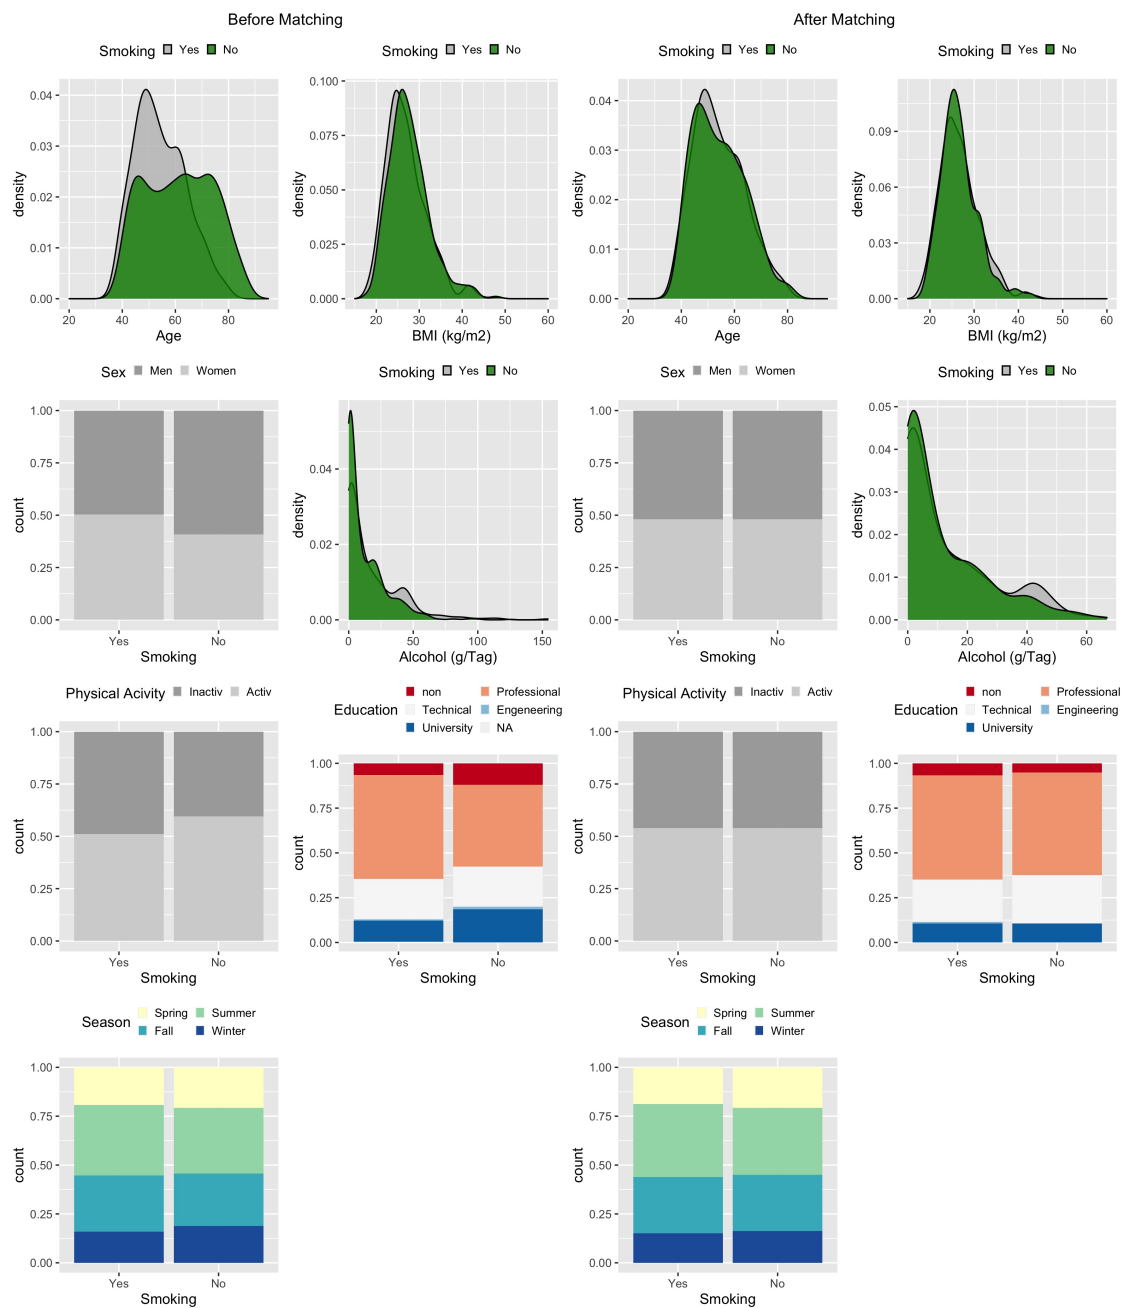 Before Matching After Matching
Smoking Yes No Smoking Yes No Smoking Yes No Smoking Yes No
0.04
0.03
0.02
0.01
0.00
density
20 40 60 80
Age
0.100
0.075
0.050
0.025
0.000
density
20 30 40 50 60
BMI (kg/m2)
0.04
0.03
0.02
0.01
0.00
density
20 40 60 80
Age
0.09
0.06
0.03
0.00
density
20 30 40 50 60
BMI (kg/m2)
Sex Men Women Smoking Yes No Sex Men Women Smoking Yes No
1.00
0.75
0.50
0.25
0.00
count
Yes No
Smoking
0.04
0.02
0.00
density
0 50 100 150
Alcohol (g/Tag)
1.00
0.75
0.50
0.25
0.00
count
Yes No
Smoking
0.05
0.04
0.03
0.02
0.01
0.00
density
0 20 40 60
Alcohol (g/Tag)
Physical Acivity Inactiv Activ
1.00
0.75
0.50
0.25
0.00
count
Yes No
Smoking
non Professional
Education Technical Engeneering
University NA
1.00
0.75
0.50
0.25
0.00
count
Yes No
Smoking
Physical Activity Inactiv Activ
1.00
0.75
0.50
0.25
0.00
count
Yes No
Smoking
non Professional
Education Technical Engineering
University
1.00
0.75
0.50
0.25
0.00
count
Yes No
Smoking
Season Spring Summer
Fall Winter
1.00
0.75
0.50
0.25
0.00
count
Yes No
Smoking
Season Spring Summer
Fall Winter
1.00
0.75
0.50
0.25
0.00
count
Yes No
Smoking